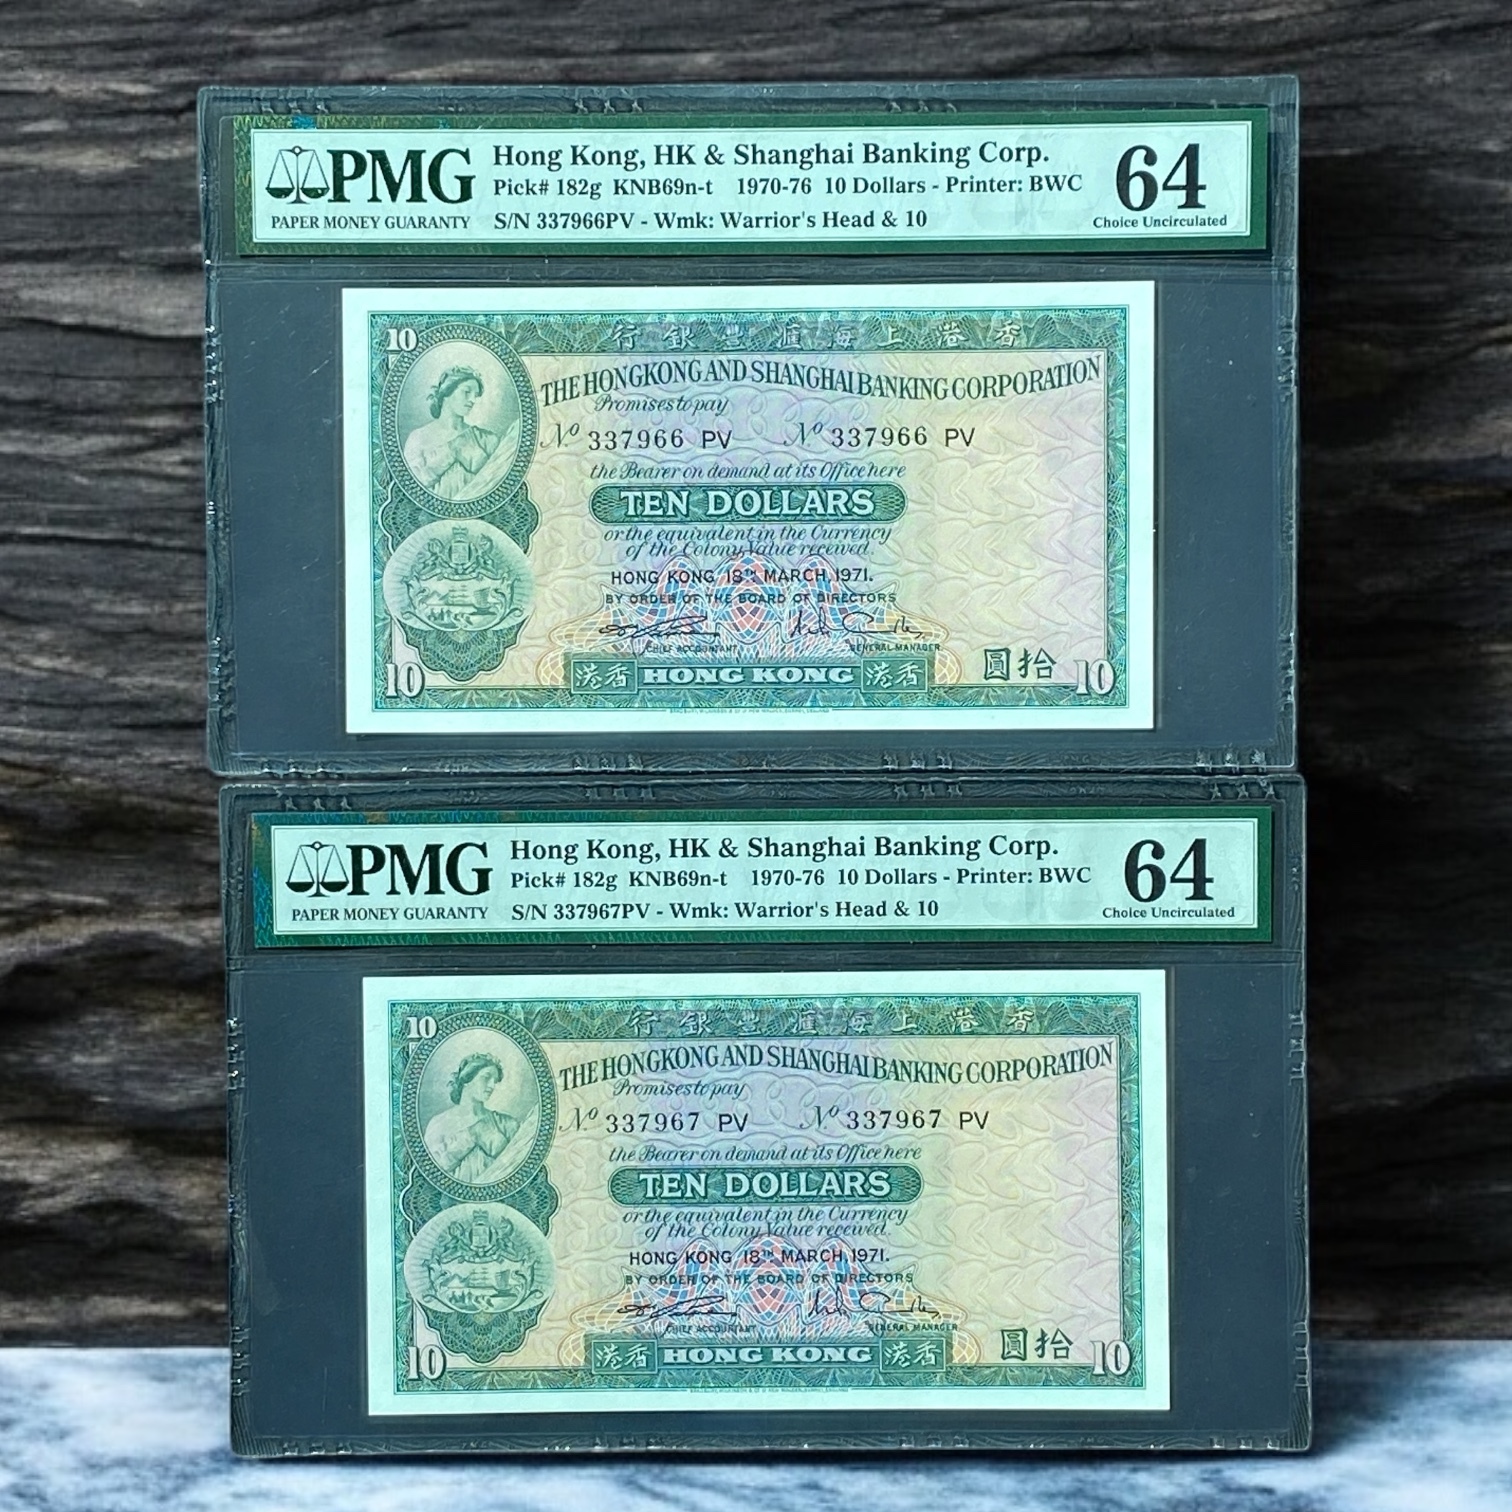 PMG
PAPER MONEY GUARANTY
Hong Kong, HK & Shanghai Banking Corp.
Pick# 182g KNB69n-t 1970-76 10 Dollars - Printer: BWC
S/N 337966PV - Wmk: Warrior's Head & 10
64
Choice Uncirculated
10
行銀豐滙海上港香
THE HONGKONG AND SHANGHAI BANKING CORPORATION
Promises to pay
Nº 337966 PV Nº 337966 PV
the Bearer on demand at its Office here
TEN DOLLARS
or the equivalent in the Currency
of the Colony Value received.
HONG KONG 18TH MARCH, 1971.
BY ORDER OF THE BOARD OF DIRECTORS
CHIEF ACCOUNTANT GENERAL MANAGER
10 港香 HONG KONG 港香 圓拾 10
PMG
PAPER MONEY GUARANTY
Hong Kong, HK & Shanghai Banking Corp.
Pick# 182g KNB69n-t 1970-76 10 Dollars - Printer: BWC
S/N 337967PV - Wmk: Warrior's Head & 10
64
Choice Uncirculated
10
行銀豐滙海上港香
THE HONGKONG AND SHANGHAI BANKING CORPORATION
Promises to pay
Nº 337967 PV Nº 337967 PV
the Bearer on demand at its Office here
TEN DOLLARS
or the equivalent in the Currency
of the Colony Value received.
HONG KONG 18TH MARCH, 1971.
BY ORDER OF THE BOARD OF DIRECTORS
CHIEF ACCOUNTANT GENERAL MANAGER
10 港香 HONG KONG 港香 圓拾 10